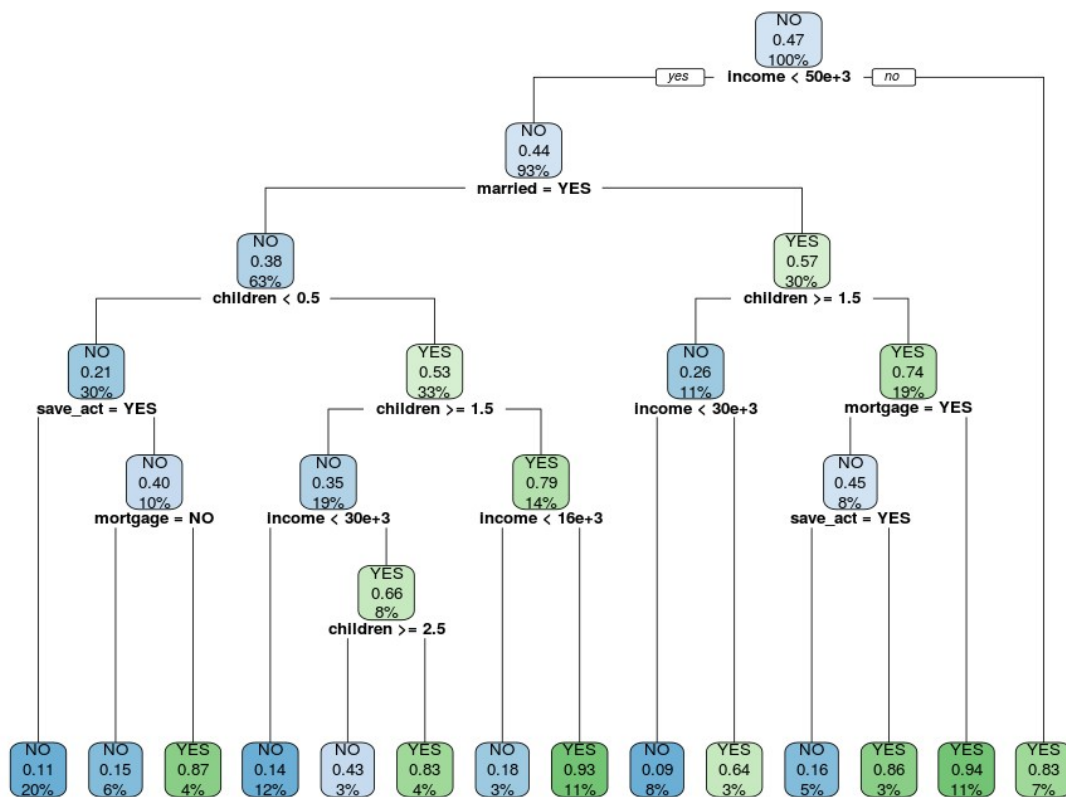 NO
0.47
100%
yes income < 50e+3 no
NO
0.44
93%
married = YES
NO
0.38
63%
children < 0.5
YES
0.57
30%
children >= 1.5
NO
0.21
30%
save_act = YES
YES
0.53
33%
children >= 1.5
NO
0.26
11%
income < 30e+3
YES
0.74
19%
mortgage = YES
NO
0.40
10%
mortgage = NO
NO
0.35
19%
income < 30e+3
YES
0.79
14%
income < 16e+3
NO
0.45
8%
save_act = YES
YES
0.66
8%
children >= 2.5
NO
0.11
20%
NO
0.15
6%
YES
0.87
4%
NO
0.14
12%
NO
0.43
3%
YES
0.83
4%
NO
0.18
3%
YES
0.93
11%
NO
0.09
8%
YES
0.64
3%
NO
0.16
5%
YES
0.86
3%
YES
0.94
11%
YES
0.83
7%